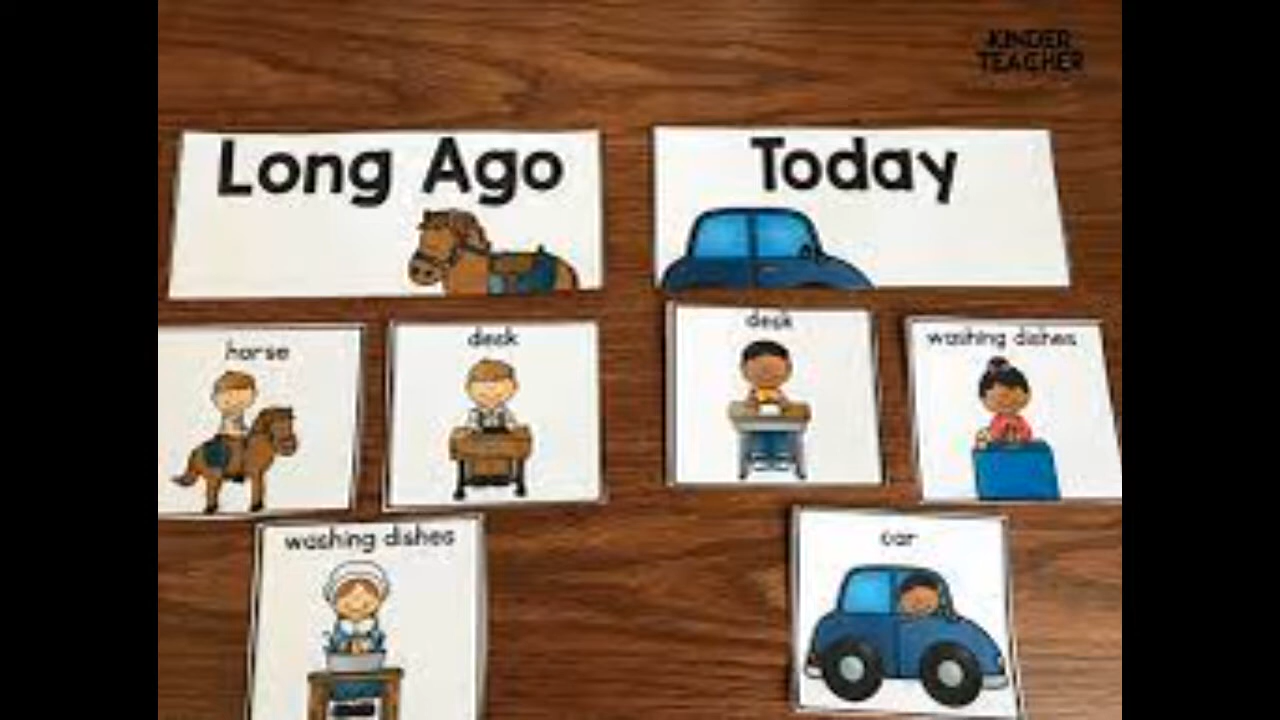 KINDER
TEACHER
Long Ago
Today
horse
desk
desk
washing dishes
washing dishes
car